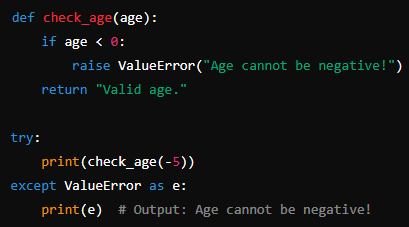 def check_age(age):
    if age < 0:
        raise ValueError("Age cannot be negative!")
    return "Valid age."

try:
    print(check_age(-5))
except ValueError as e:
    print(e)  # Output: Age cannot be negative!